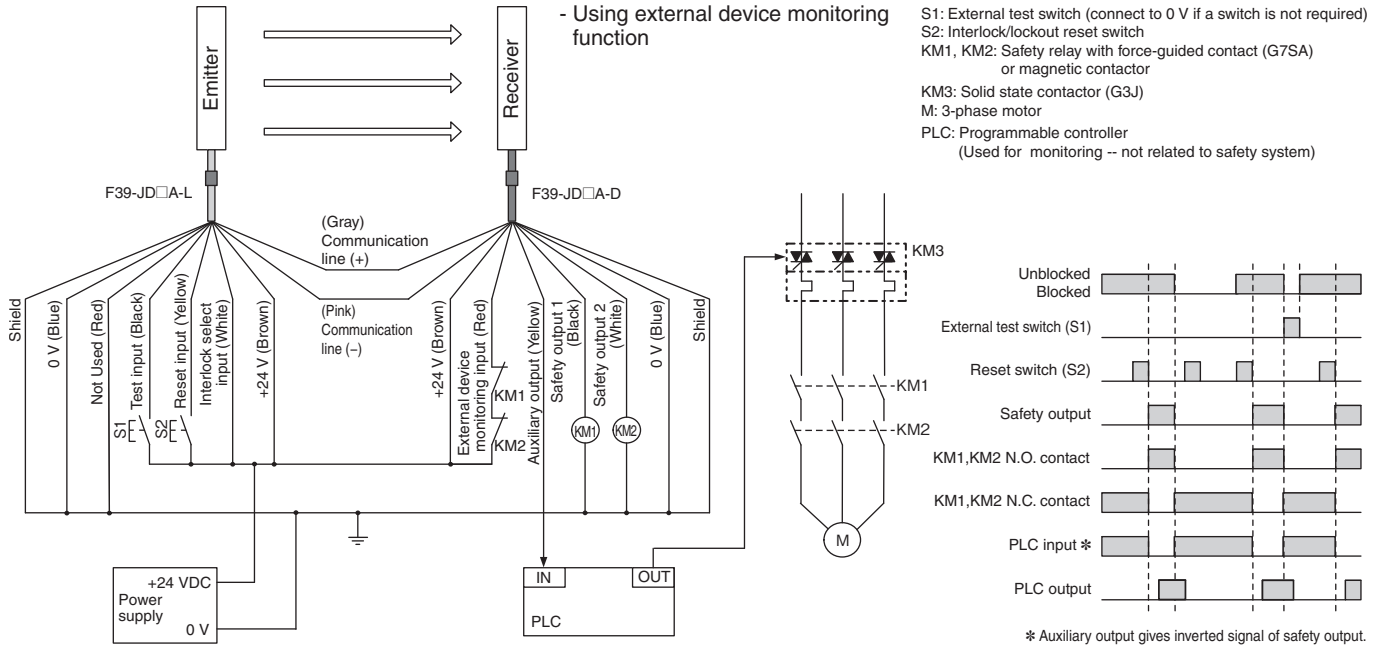 - Using external device monitoring
function
S1: External test switch (connect to 0 V if a switch is not required)
S2: Interlock/lockout reset switch
KM1, KM2: Safety relay with force-guided contact (G7SA)
or magnetic contactor
KM3: Solid state contactor (G3J)
M: 3-phase motor
PLC: Programmable controller
(Used for monitoring -- not related to safety system)
Emitter
Receiver
F39-JD□A-L
F39-JD□A-D
(Gray)
Communication
line (+)
(Pink)
Communication
line (−)
Shield
0 V (Blue)
Not Used (Red)
Test input (Black)
Reset input (Yellow)
Interlock select
input (White)
+24 V (Brown)
S1
S2
+24 V (Brown)
External device
monitoring input (Red)
Auxiliary output (Yellow)
Safety output 1
(Black)
Safety output 2
(White)
0 V (Blue)
Shield
KM1
KM2
KM1
KM2
KM3
KM1
KM2
M
+24 VDC
Power
supply
0 V
IN
OUT
PLC
Unblocked
Blocked
External test switch (S1)
Reset switch (S2)
Safety output
KM1,KM2 N.O. contact
KM1,KM2 N.C. contact
PLC input ✻
PLC output
✻ Auxiliary output gives inverted signal of safety output.